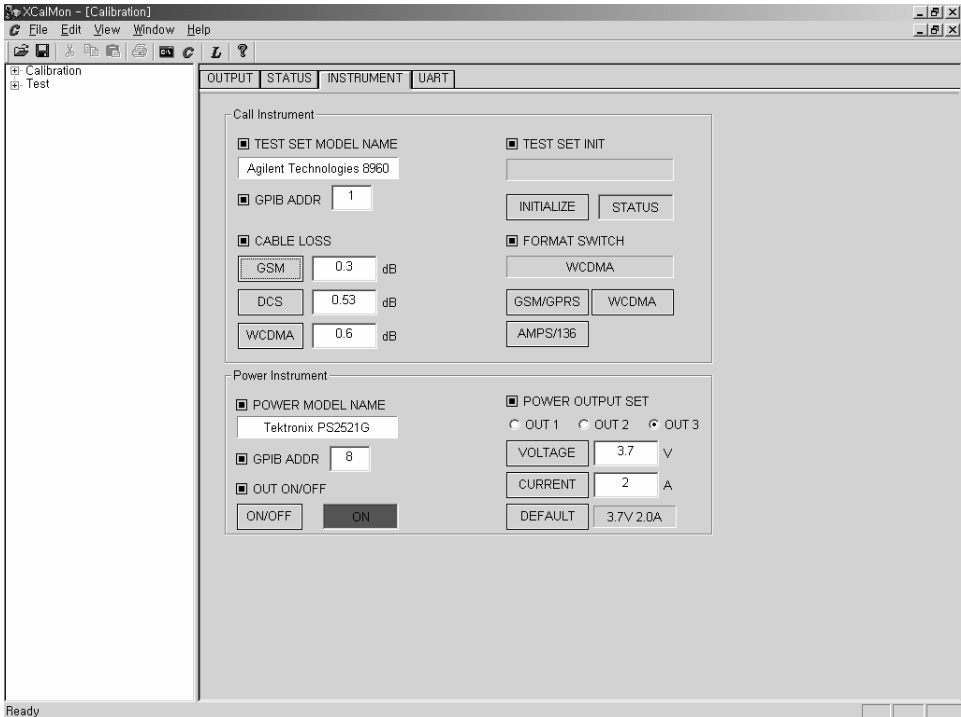 XCalMon - [Calibration]
File Edit View Window Help
C:\ C L ?
Calibration
Test
OUTPUT STATUS INSTRUMENT UART
Call Instrument
TEST SET MODEL NAME
Agilent Technologies 8960
GPIB ADDR 1
TEST SET INIT
INITIALIZE STATUS
CABLE LOSS
GSM 0.3 dB
DCS 0.53 dB
WCDMA 0.6 dB
FORMAT SWITCH
WCDMA
GSM/GPRS WCDMA
AMPS/136
Power Instrument
POWER MODEL NAME
Tektronix PS2521G
GPIB ADDR 8
OUT ON/OFF
ON/OFF ON
POWER OUTPUT SET
OUT 1 OUT 2 OUT 3
VOLTAGE 3.7 V
CURRENT 2 A
DEFAULT 3.7V 2.0A
Ready